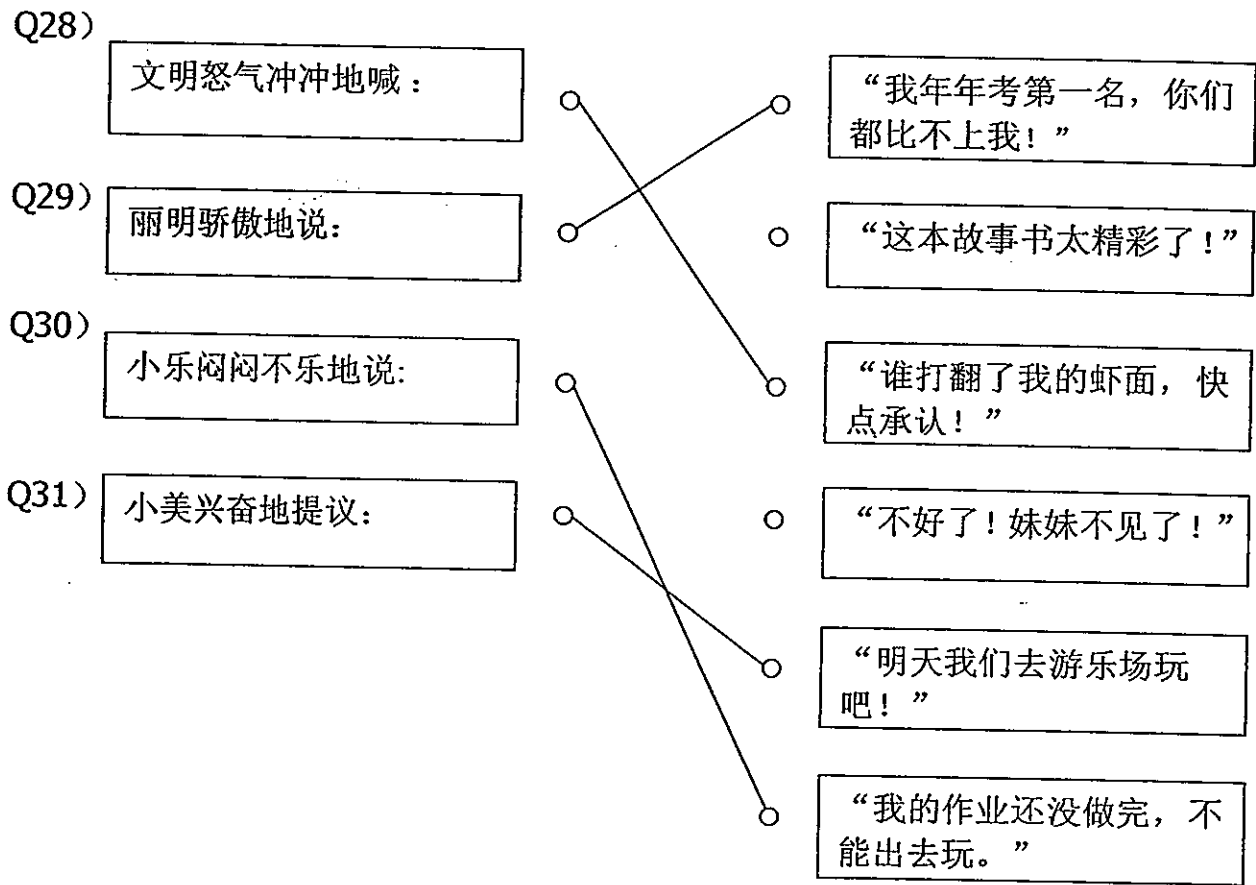 Q28）
文明怒气冲冲地喊：
Q29）
丽明骄傲地说：
Q30）
小乐闷闷不乐地说:
Q31）
小美兴奋地提议：
“我年年考第一名，你们
都比不上我！”
“这本故事书太精彩了！”
“谁打翻了我的虾面，快
点承认！”
“不好了！妹妹不见了！”
“明天我们去游乐场玩
吧！”
“我的作业还没做完，不
能出去玩。”